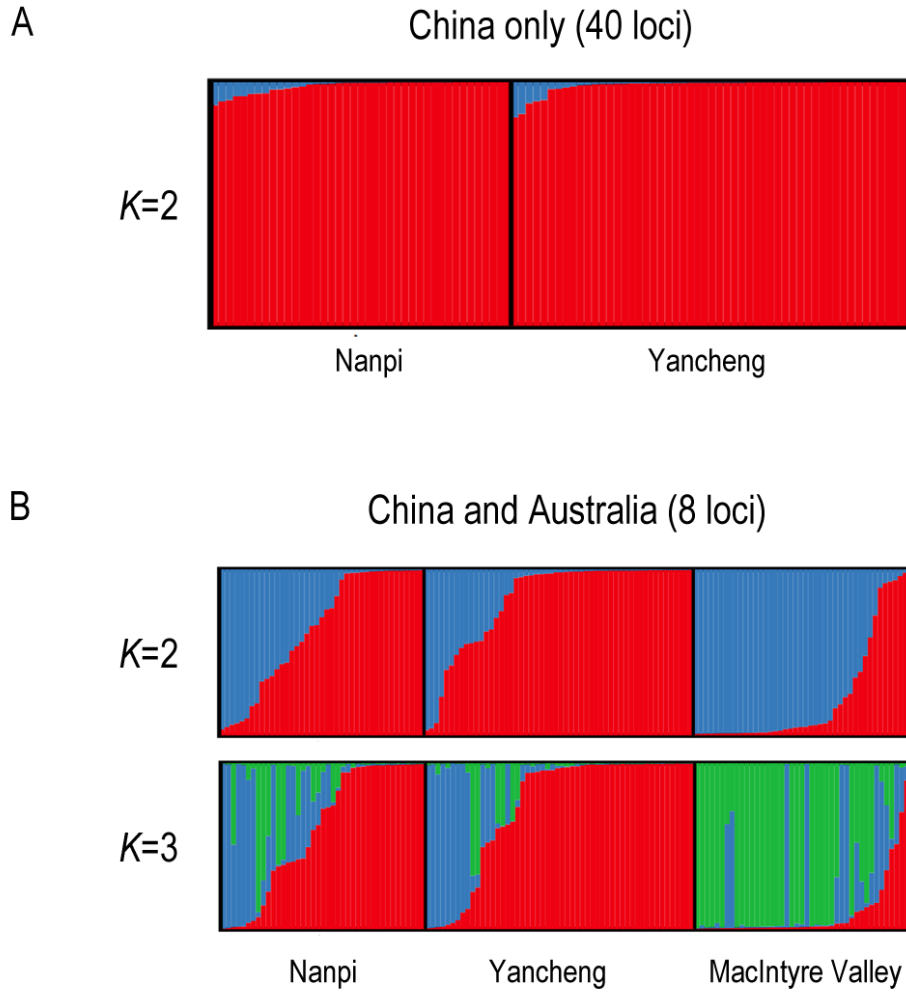 A
China only (40 loci)
K=2
Nanpi
Yancheng
B
China and Australia (8 loci)
K=2
K=3
Nanpi
Yancheng
MacIntyre Valley